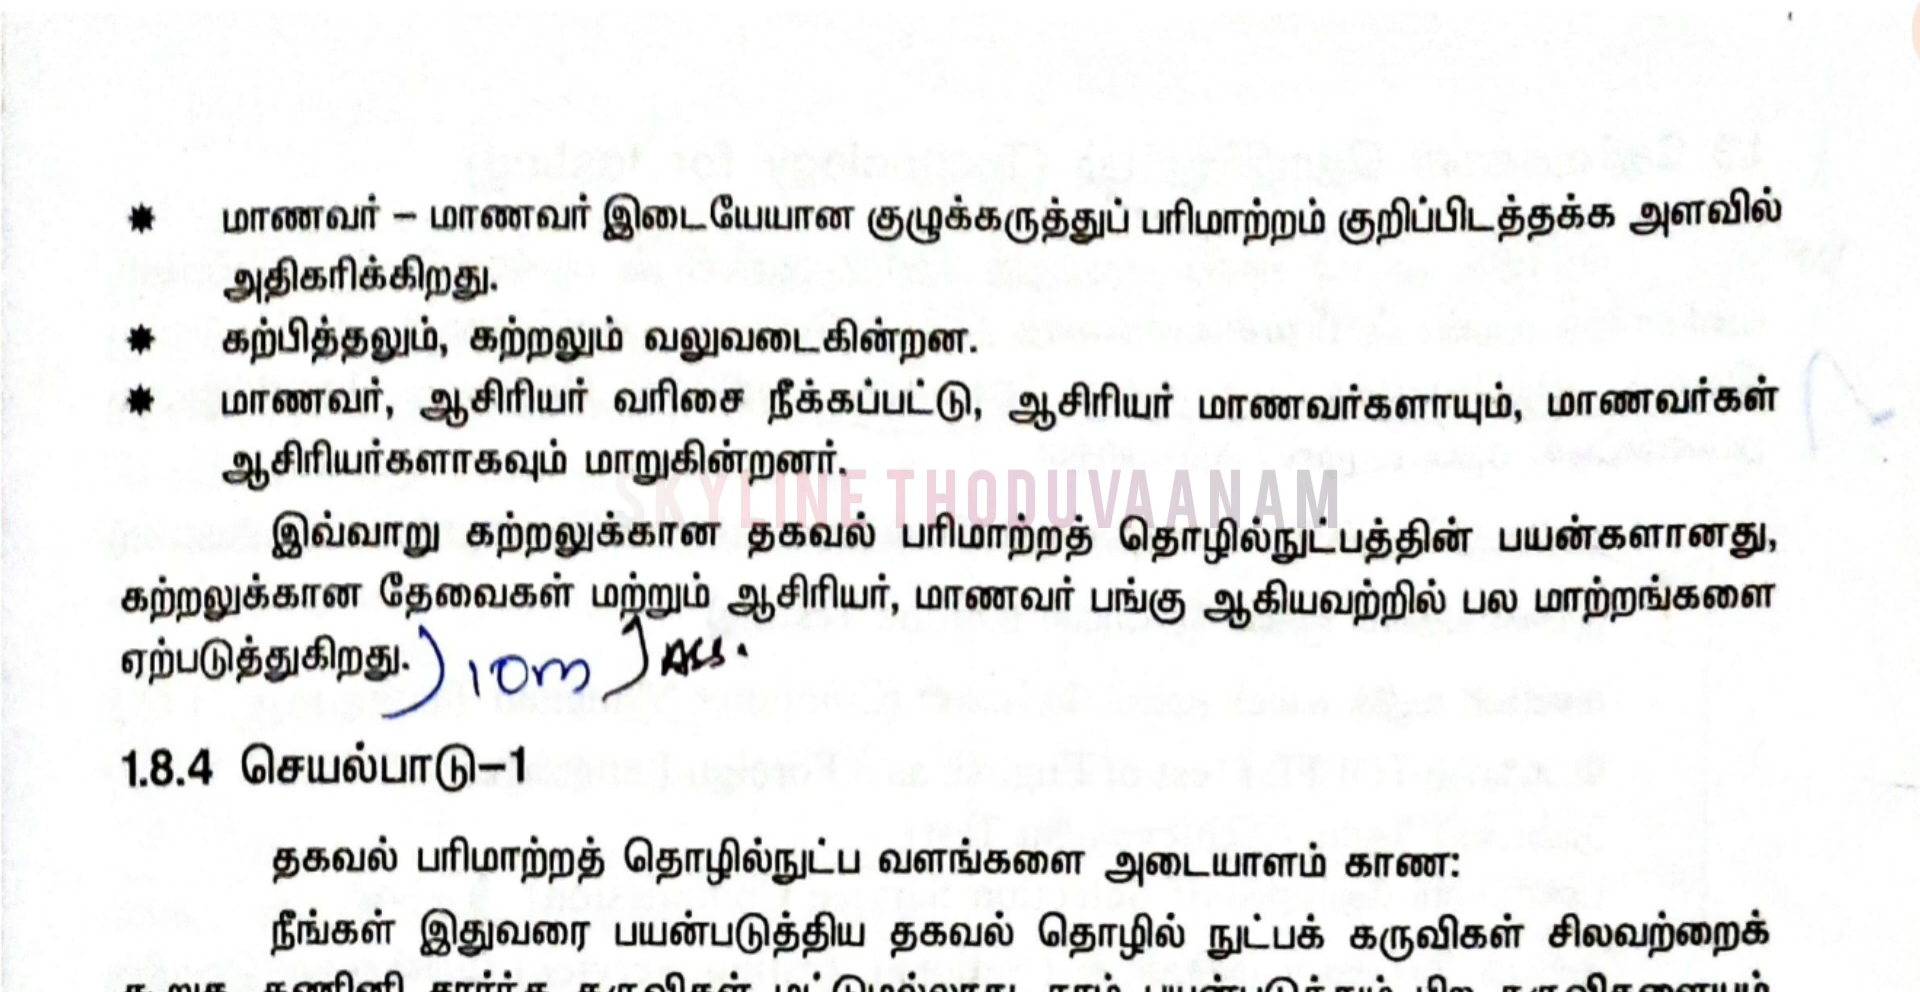 * மாணவர் – மாணவர் இடையேயான குழுக்கருத்துப் பரிமாற்றம் குறிப்பிடத்தக்க அளவில்
அதிகரிக்கிறது.
* கற்பித்தலும், கற்றலும் வலுவடைகின்றன.
* மாணவர், ஆசிரியர் வரிசை நீக்கப்பட்டு, ஆசிரியர் மாணவர்களாயும், மாணவர்கள்
ஆசிரியர்களாகவும் மாறுகின்றனர்.
SKYLINE THODUVAANAM
இவ்வாறு கற்றலுக்கான தகவல் பரிமாற்றத் தொழில்நுட்பத்தின் பயன்களானது,
கற்றலுக்கான தேவைகள் மற்றும் ஆசிரியர், மாணவர் பங்கு ஆகியவற்றில் பல மாற்றங்களை
ஏற்படுத்துகிறது. 10m
1.8.4 செயல்பாடு–1
தகவல் பரிமாற்றத் தொழில்நுட்ப வளங்களை அடையாளம் காண:
நீங்கள் இதுவரை பயன்படுத்திய தகவல் தொழில் நுட்பக் கருவிகள் சிலவற்றைக்